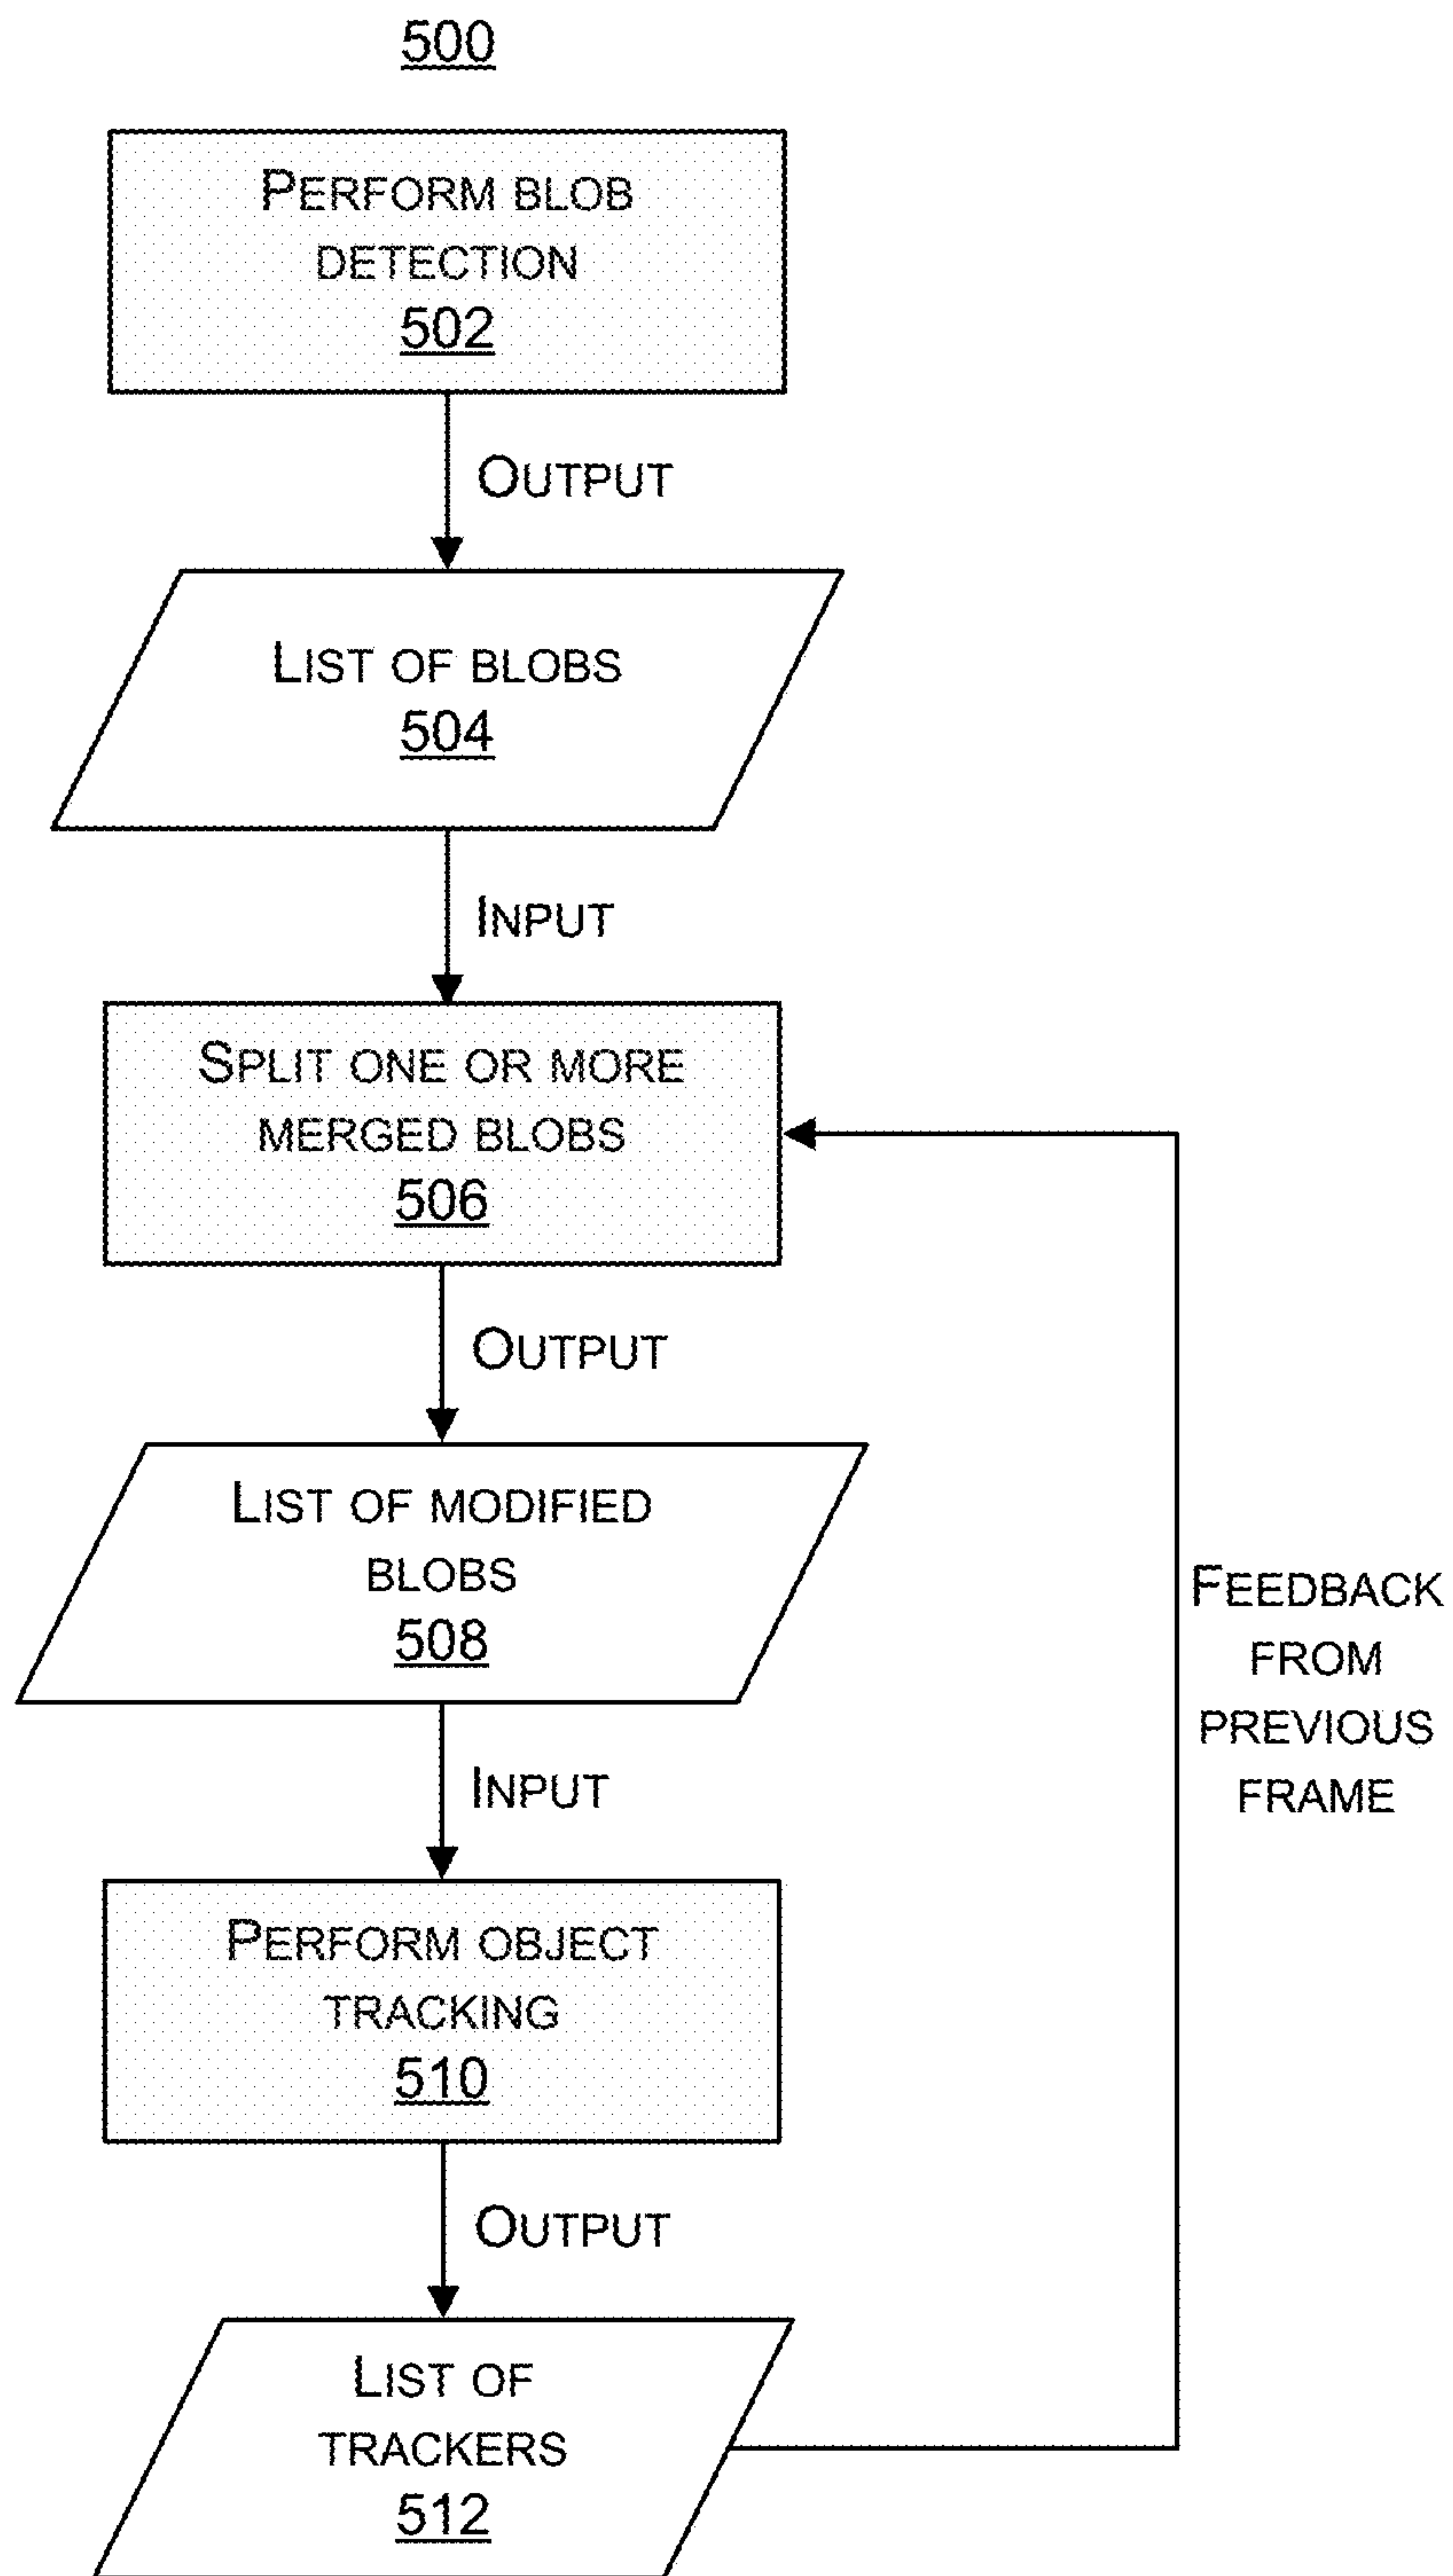 500
PERFORM BLOB
DETECTION
502
OUTPUT
LIST OF BLOBS
504
INPUT
SPLIT ONE OR MORE
MERGED BLOBS
506
OUTPUT
LIST OF MODIFIED
BLOBS
508
FEEDBACK
FROM
PREVIOUS
FRAME
INPUT
PERFORM OBJECT
TRACKING
510
OUTPUT
LIST OF
TRACKERS
512